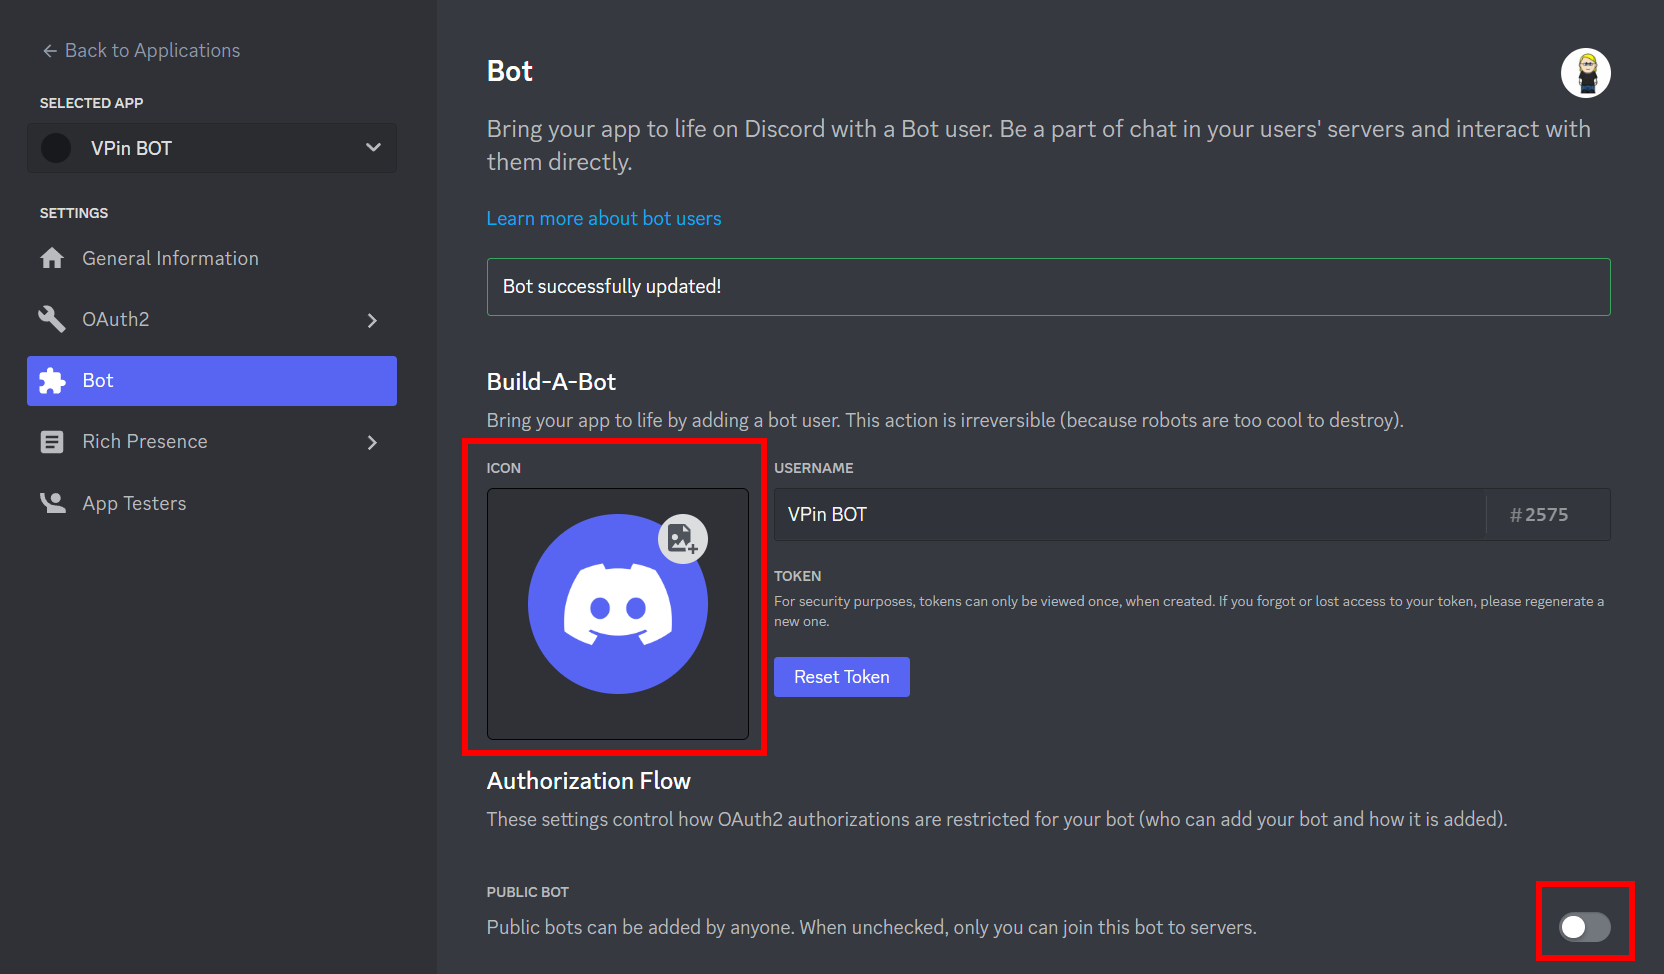 Back to Applications
SELECTED APP
VPin BOT
SETTINGS
General Information
OAuth2
Bot
Rich Presence
App Testers
Bot
Bring your app to life on Discord with a Bot user. Be a part of chat in your users' servers and interact with
them directly.
Learn more about bot users
Bot successfully updated!
Build-A-Bot
Bring your app to life by adding a bot user. This action is irreversible (because robots are too cool to destroy).
ICON
USERNAME
VPin BOT #2575
TOKEN
For security purposes, tokens can only be viewed once, when created. If you forgot or lost access to your token, please regenerate a
new one.
Reset Token
Authorization Flow
These settings control how OAuth2 authorizations are restricted for your bot (who can add your bot and how it is added).
PUBLIC BOT
Public bots can be added by anyone. When unchecked, only you can join this bot to servers.